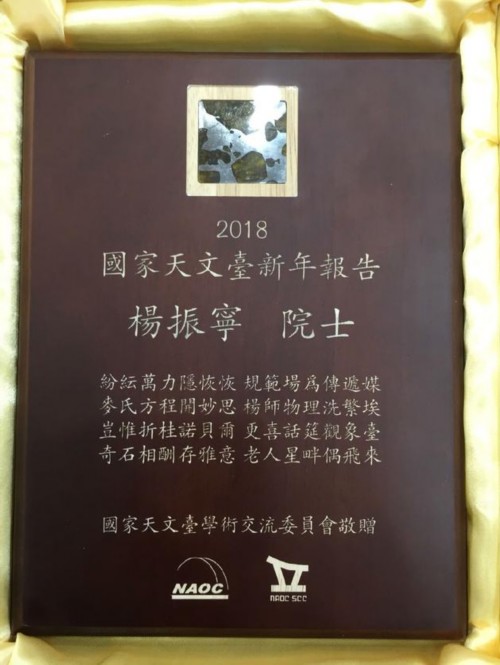 2018
國家天文臺新年報告
楊振寧 院士
紛紜萬力隱恢恢 規範場爲傳遞媒
麥氏方程開妙思 楊師物理洗繁埃
豈惟折桂諾貝爾 更喜話筵觀象臺
奇石相酬存雅意 老人星畔偶飛來
國家天文臺學術交流委員會敬贈
NAOC
NAOC SCC